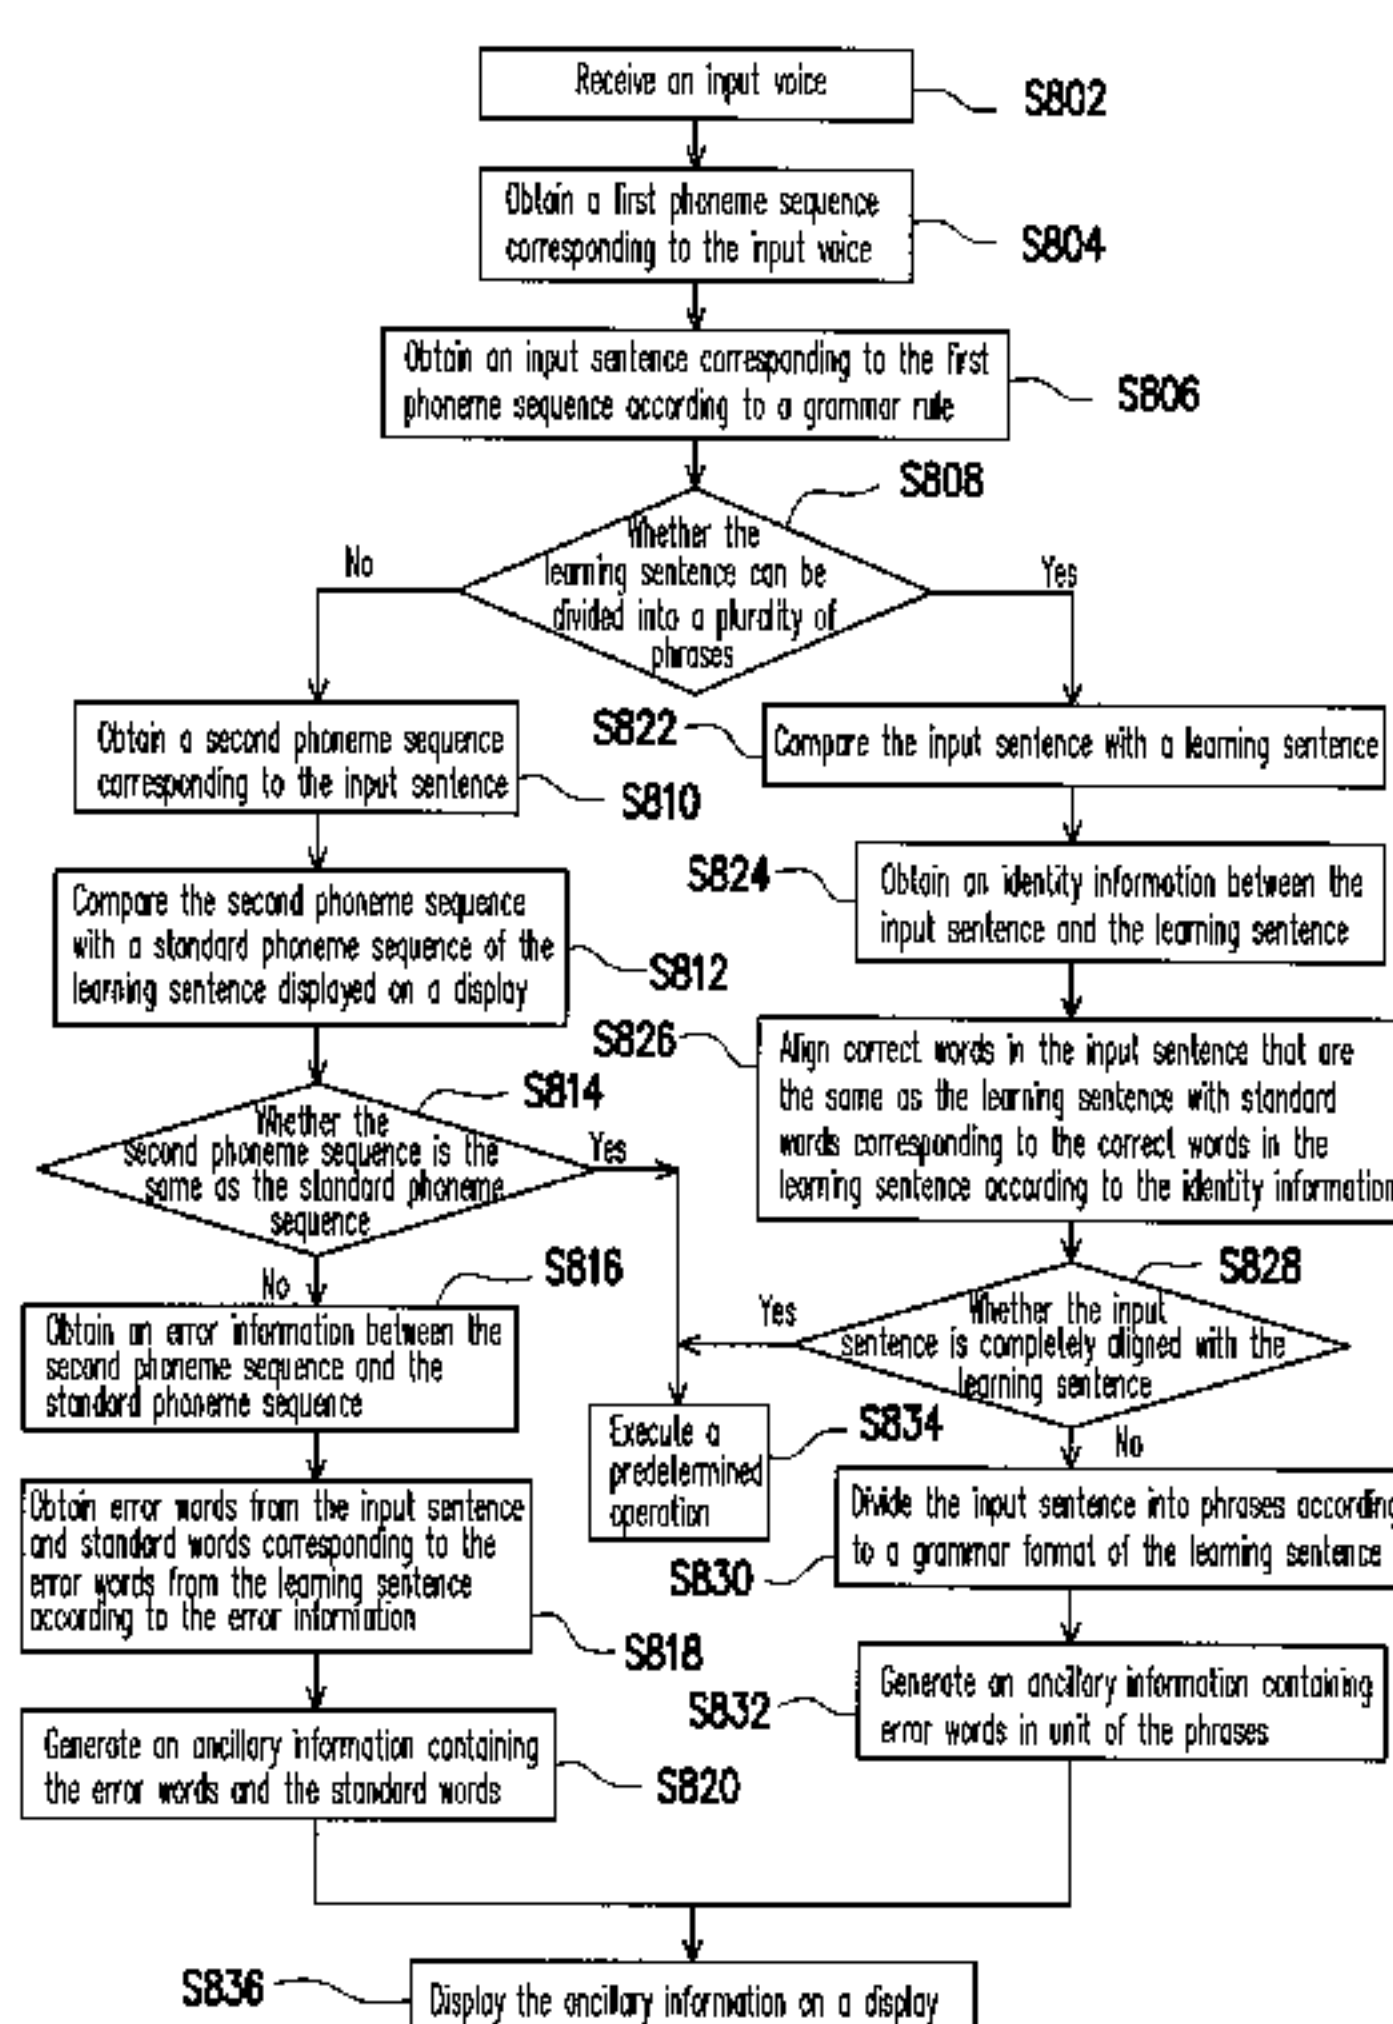 Receive an input voice
S802
Obtain a first phoneme sequence
corresponding to the input voice
S804
Obtain an input sentence corresponding to the first
phoneme sequence according to a grammar rule
S806
S808
Whether the
learning sentence can be
divided into a plurality of
phrases
No
Yes
Obtain a second phoneme sequence
corresponding to the input sentence
S810
S822
Compare the input sentence with a learning sentence
Compare the second phoneme sequence
with a standard phoneme sequence of the
learning sentence displayed on a display
S812
S824
Obtain an identity information between the
input sentence and the learning sentence
S826
Align correct words in the input sentence that are
the same as the learning sentence with standard
words corresponding to the correct words in the
learning sentence according to the identity information
S814
Whether the
second phoneme sequence is the
same as the standard phoneme
sequence
Yes
No
S816
Obtain an error information between the
second phoneme sequence and the
standard phoneme sequence
S828
Whether the input
sentence is completely aligned with the
learning sentence
Yes
No
Execute a
predetermined
operation
S834
Obtain error words from the input sentence
and standard words corresponding to the
error words from the learning sentence
according to the error information
S818
Divide the input sentence into phrases according
to a grammar format of the learning sentence
S830
S832
Generate an ancillary information containing
error words in unit of the phrases
Generate an ancillary information containing
the error words and the standard words
S820
S836
Display the ancillary information on a display